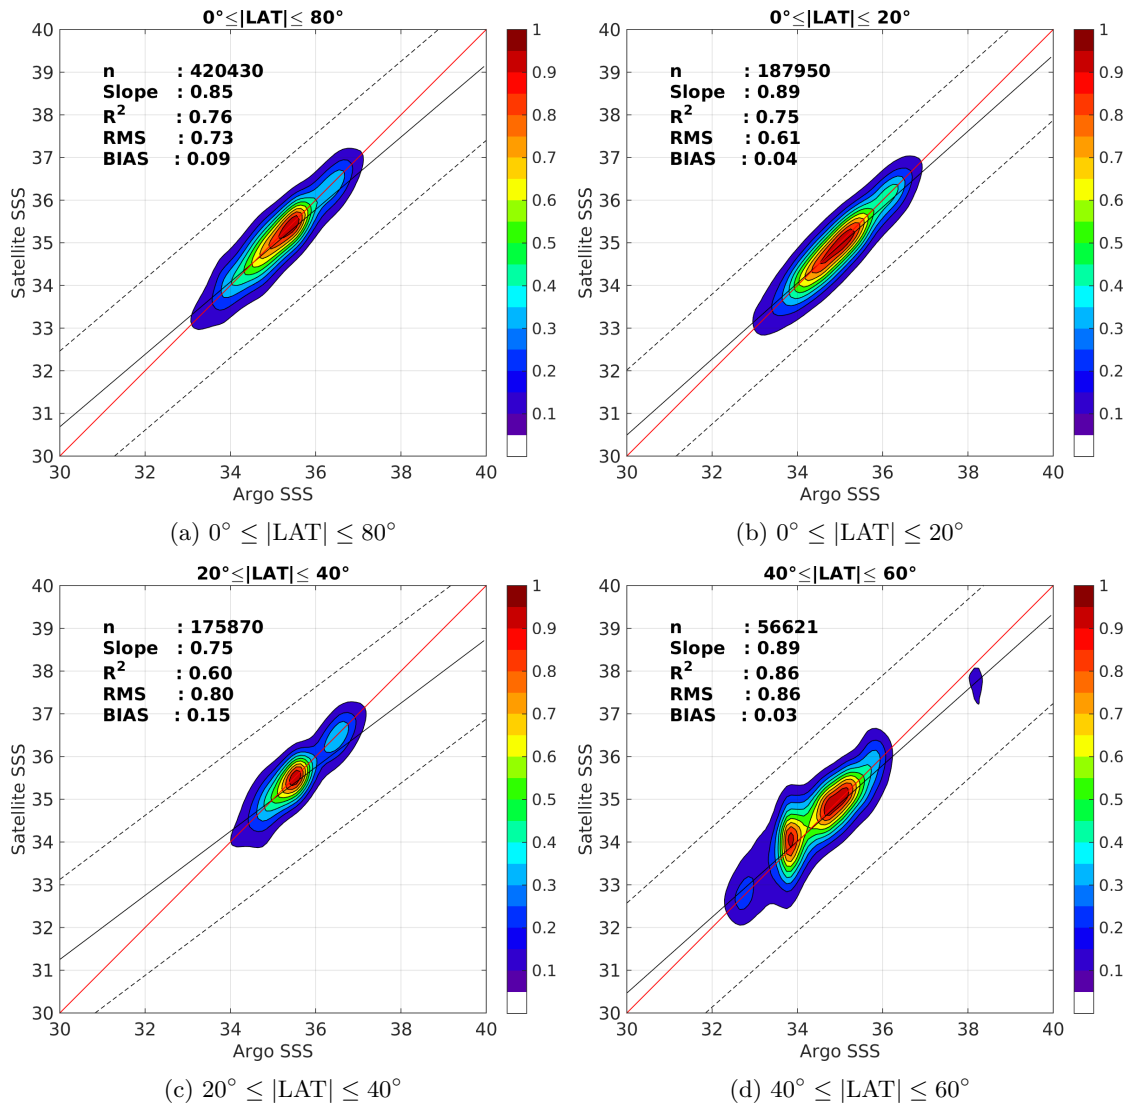 0°≤|LAT|≤ 80°
n : 420430
Slope : 0.85
R² : 0.76
RMS : 0.73
BIAS : 0.09
Satellite SSS
40
39
38
37
36
35
34
33
32
31
30
30 32 34 36 38 40
Argo SSS
1
0.9
0.8
0.7
0.6
0.5
0.4
0.3
0.2
0.1
(a) 0° ≤ |LAT| ≤ 80°
0°≤|LAT|≤ 20°
n : 187950
Slope : 0.89
R² : 0.75
RMS : 0.61
BIAS : 0.04
Satellite SSS
40
39
38
37
36
35
34
33
32
31
30
30 32 34 36 38 40
Argo SSS
1
0.9
0.8
0.7
0.6
0.5
0.4
0.3
0.2
0.1
(b) 0° ≤ |LAT| ≤ 20°
20°≤|LAT|≤ 40°
n : 175870
Slope : 0.75
R² : 0.60
RMS : 0.80
BIAS : 0.15
Satellite SSS
40
39
38
37
36
35
34
33
32
31
30
30 32 34 36 38 40
Argo SSS
1
0.9
0.8
0.7
0.6
0.5
0.4
0.3
0.2
0.1
(c) 20° ≤ |LAT| ≤ 40°
40°≤|LAT|≤ 60°
n : 56621
Slope : 0.89
R² : 0.86
RMS : 0.86
BIAS : 0.03
Satellite SSS
40
39
38
37
36
35
34
33
32
31
30
30 32 34 36 38 40
Argo SSS
1
0.9
0.8
0.7
0.6
0.5
0.4
0.3
0.2
0.1
(d) 40° ≤ |LAT| ≤ 60°